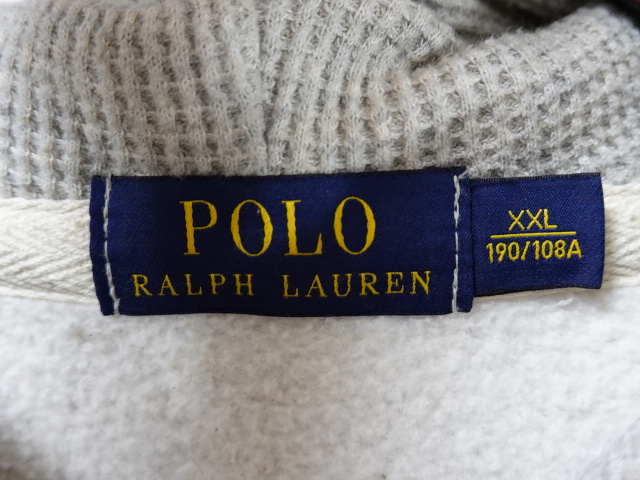 POLO
RALPH LAUREN
XXL
190/108A